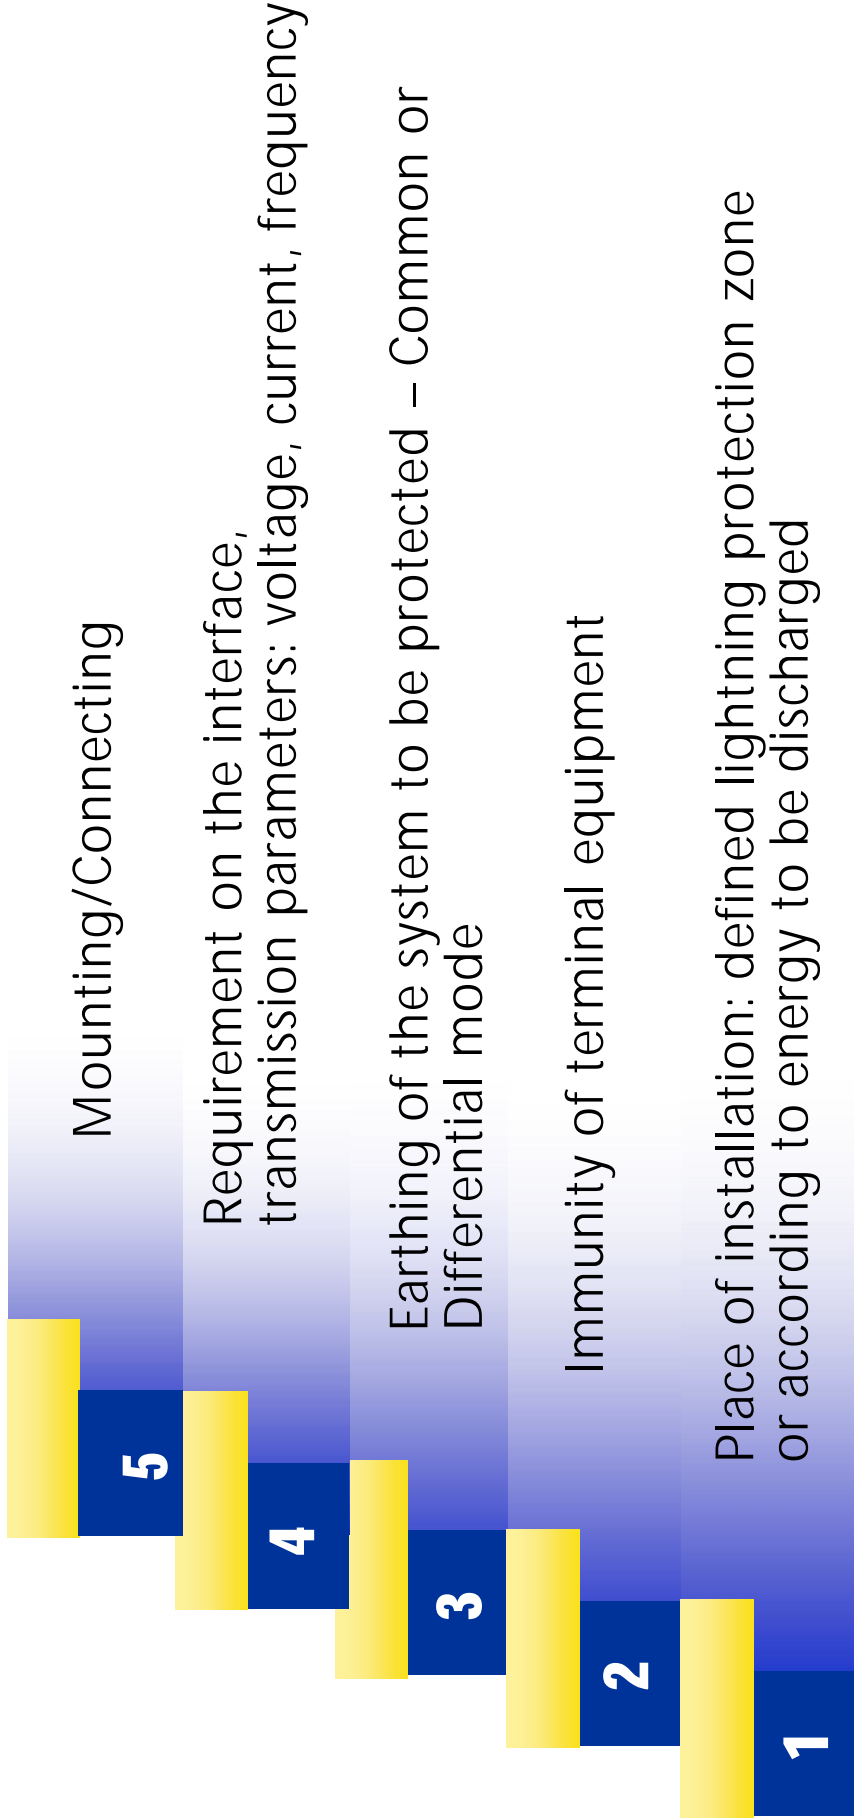 5
Mounting/Connecting
4
Requirement on the interface,
transmission parameters: voltage, current, frequency
3
Earthing of the system to be protected – Common or
Differential mode
2
Immunity of terminal equipment
1
Place of installation: defined lightning protection zone
or according to energy to be discharged